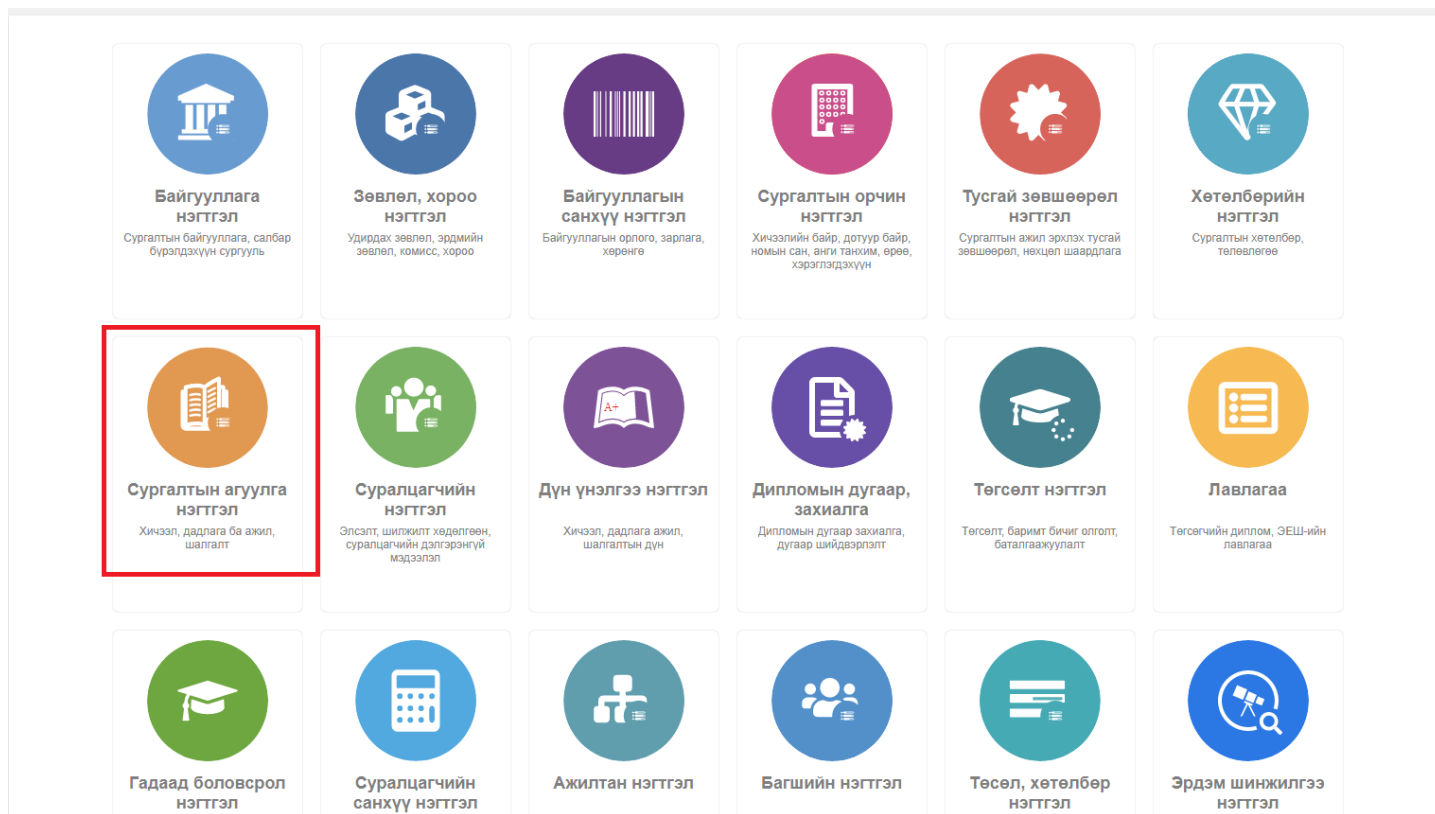 Байгууллага
нэгтгэл
Сургалтын байгууллага, салбар
бүрэлдэхүүн сургууль
Зөвлөл, хороо
нэгтгэл
Удирдах зөвлөл, эрдмийн
зөвлөл, комисс, хороо
Байгууллагын
санхүү нэгтгэл
Байгууллагын орлого, зарлага,
хөрөнгө
Сургалтын орчин
нэгтгэл
Хичээлийн байр, дотуур байр,
номын сан, анги танхим, өрөө,
хэрэглэгдэхүүн
Тусгай зөвшөөрөл
нэгтгэл
Сургалтын ажил эрхлэх тусгай
зөвшөөрөл, нөхцөл шаардлага
Хөтөлбөрийн
нэгтгэл
Сургалтын хөтөлбөр,
төлөвлөгөө
Сургалтын агуулга
нэгтгэл
Хичээл, дадлага ба ажил,
шалгалт
Суралцагчийн
нэгтгэл
Элсэлт, шилжилт хөдөлгөөн,
суралцагчийн дэлгэрэнгүй
мэдээлэл
A+
Дүн үнэлгээ нэгтгэл
Хичээл, дадлага ажил,
шалгалтын дүн
Дипломын дугаар,
захиалга
Дипломын дугаар захиалга,
дугаар шийдвэрлэлт
Төгсөлт нэгтгэл
Төгсөлт, баримт бичиг олголт,
баталгаажуулалт
Лавлагаа
Төгсөгчийн диплом, ЭЕШ-ийн
лавлагаа
Гадаад боловсрол
нэгтгэл
Суралцагчийн
санхүү нэгтгэл
Ажилтан нэгтгэл
Багшийн нэгтгэл
Төсөл, хөтөлбөр
нэгтгэл
Эрдэм шинжилгээ
нэгтгэл